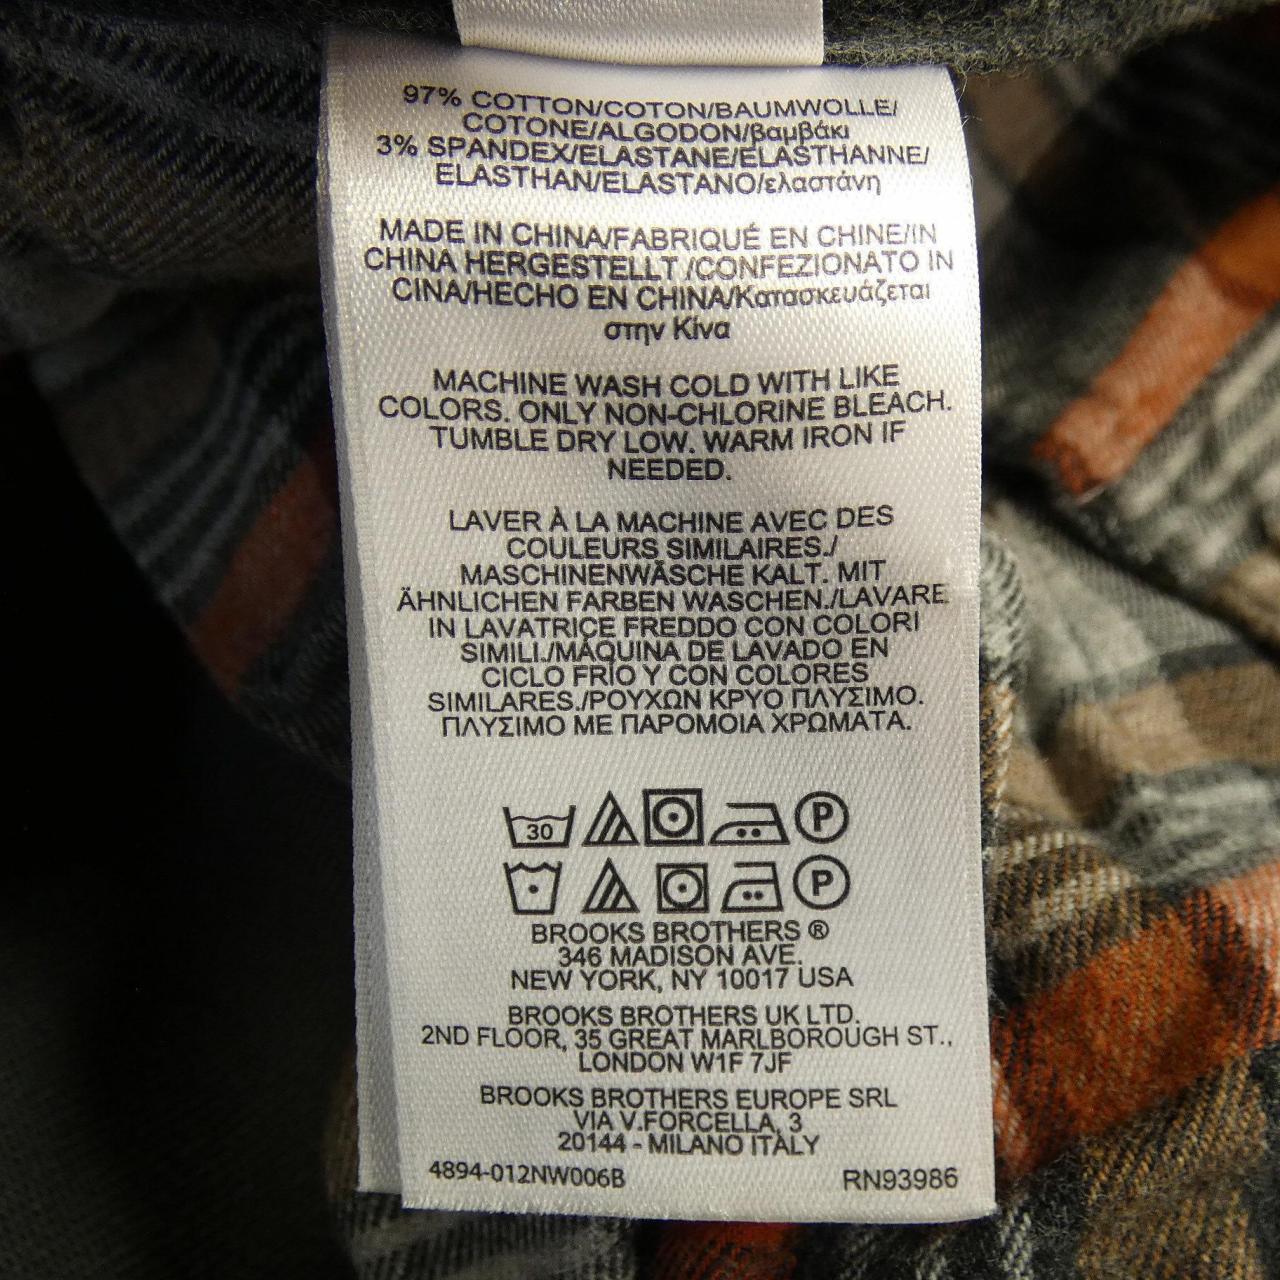 97% COTTON/COTON/BAUMWOLLE/
COTONE/ALGODON/βαμβάκι
3% SPANDEX/ELASTANE/ELASTHANNE/
ELASTHAN/ELASTANO/ελαστάνη
MADE IN CHINA/FABRIQUÉ EN CHINE/IN
CHINA HERGESTELLT /CONFEZIONATO IN
CINA/HECHO EN CHINA/Κατασκευάζεται
στην Κίνα
MACHINE WASH COLD WITH LIKE
COLORS. ONLY NON-CHLORINE BLEACH.
TUMBLE DRY LOW. WARM IRON IF
NEEDED.
LAVER À LA MACHINE AVEC DES
COULEURS SIMILAIRES./
MASCHINENWÄSCHE KALT. MIT
ÄHNLICHEN FARBEN WASCHEN./LAVARE
IN LAVATRICE FREDDO CON COLORI
SIMILI./MÁQUINA DE LAVADO EN
CICLO FRÍO Y CON COLORES
SIMILARES./ΡΟΥΧΩΝ ΚΡΥΟ ΠΛΥΣΙΜΟ.
ΠΛΥΣΙΜΟ ΜΕ ΠΑΡΟΜΟΙΑ ΧΡΩΜΑΤΑ.
30 P
P
BROOKS BROTHERS ®
346 MADISON AVE.
NEW YORK, NY 10017 USA
BROOKS BROTHERS UK LTD.
2ND FLOOR, 35 GREAT MARLBOROUGH ST.,
LONDON W1F 7JF
BROOKS BROTHERS EUROPE SRL
VIA V.FORCELLA, 3
20144 - MILANO ITALY
4894-012NW006B RN93986